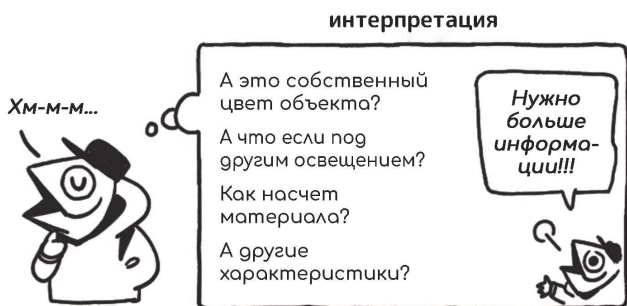 интерпретация
Хм-м-м...
А это собственный
цвет объекта?
А что если под
другим освещением?
Как насчет
материала?
А другие
характеристики?
Нужно
больше
информа-
ции!!!